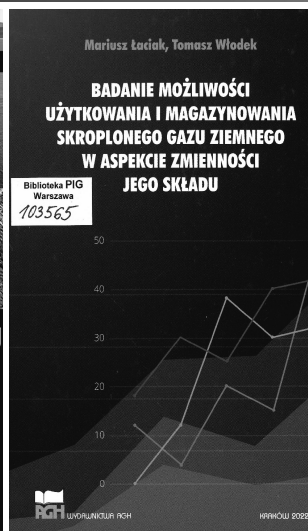 Mariusz Łaciak, Tomasz Włodek
BADANIE MOŻLIWOŚCI
UŻYTKOWANIA I MAGAZYNOWANIA
SKROPLONEGO GAZU ZIEMNEGO
W ASPEKCIE ZMIENNOŚCI
JEGO SKŁADU
Biblioteka PIG
Warszawa
103565
50
40
30
20
10
0
AGH
WYDAWNICTWA AGH
KRAKÓW 2022